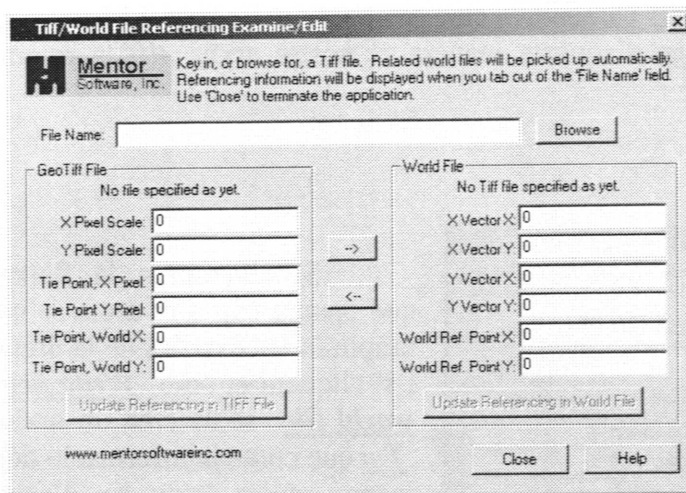 Tiff/World File Referencing Examine/Edit
Mentor
Software, Inc.
Key in, or browse for, a Tiff file. Related world files will be picked up automatically.
Referencing information will be displayed when you tab out of the 'File Name' field.
Use 'Close' to terminate the application.
File Name:
Browse
GeoTiff File
No file specified as yet.
X Pixel Scale: 0
Y Pixel Scale: 0
Tie Point, X Pixel: 0
Tie Point Y Pixel: 0
Tie Point, World X: 0
Tie Point, World Y: 0
Update Referencing in TIFF File
-->
<--
World File
No Tiff file specified as yet.
X Vector X: 0
X Vector Y: 0
Y Vector X: 0
Y Vector Y: 0
World Ref. Point X: 0
World Ref. Point Y: 0
Update Referencing in World File
www.mentorsoftwareinc.com
Close
Help